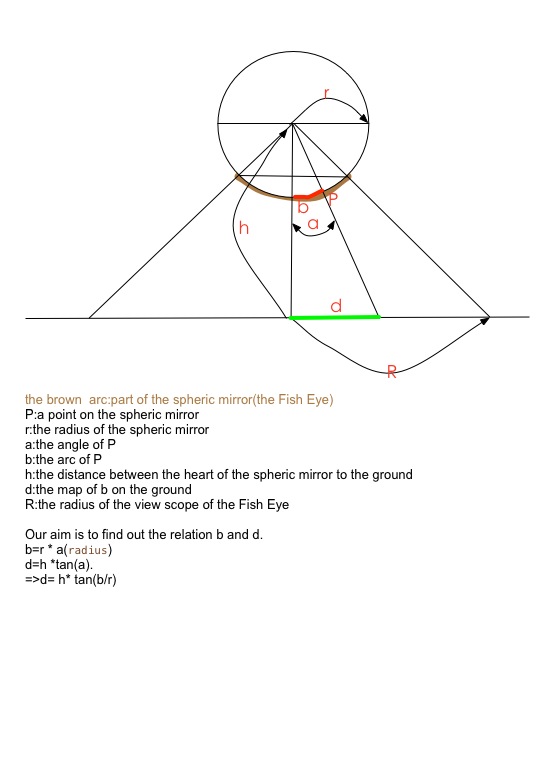 r
b
P
h
a
d
R
the brown  arc:part of the spheric mirror(the Fish Eye)
P:a point on the spheric mirror
r:the radius of the spheric mirror
a:the angle of P
b:the arc of P
h:the distance between the heart of the spheric mirror to the ground
d:the map of b on the ground
R:the radius of the view scope of the Fish Eye
Our aim is to find out the relation b and d.
b=r * a(radius)
d=h *tan(a).
=>d= h* tan(b/r)